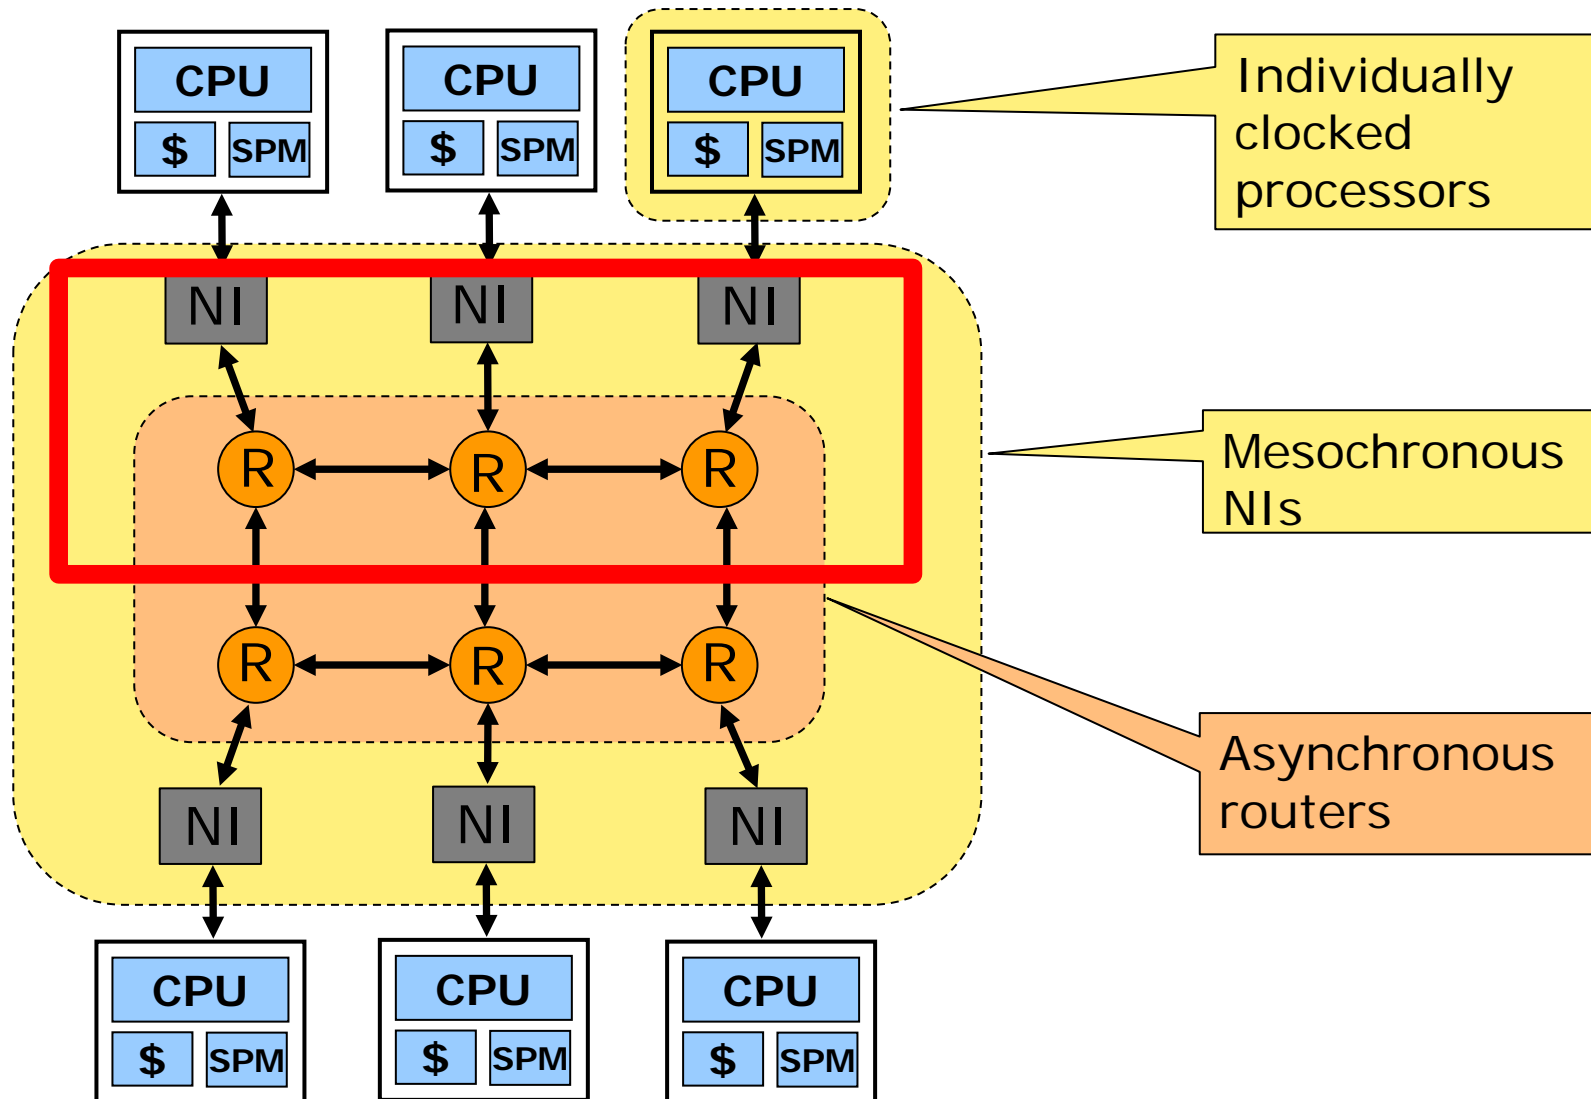 CPU
$ SPM
CPU
$ SPM
CPU
$ SPM
Individually
clocked
processors
NI
NI
NI
R
R
R
Mesochronous
NIs
R
R
R
Asynchronous
routers
NI
NI
NI
CPU
$ SPM
CPU
$ SPM
CPU
$ SPM